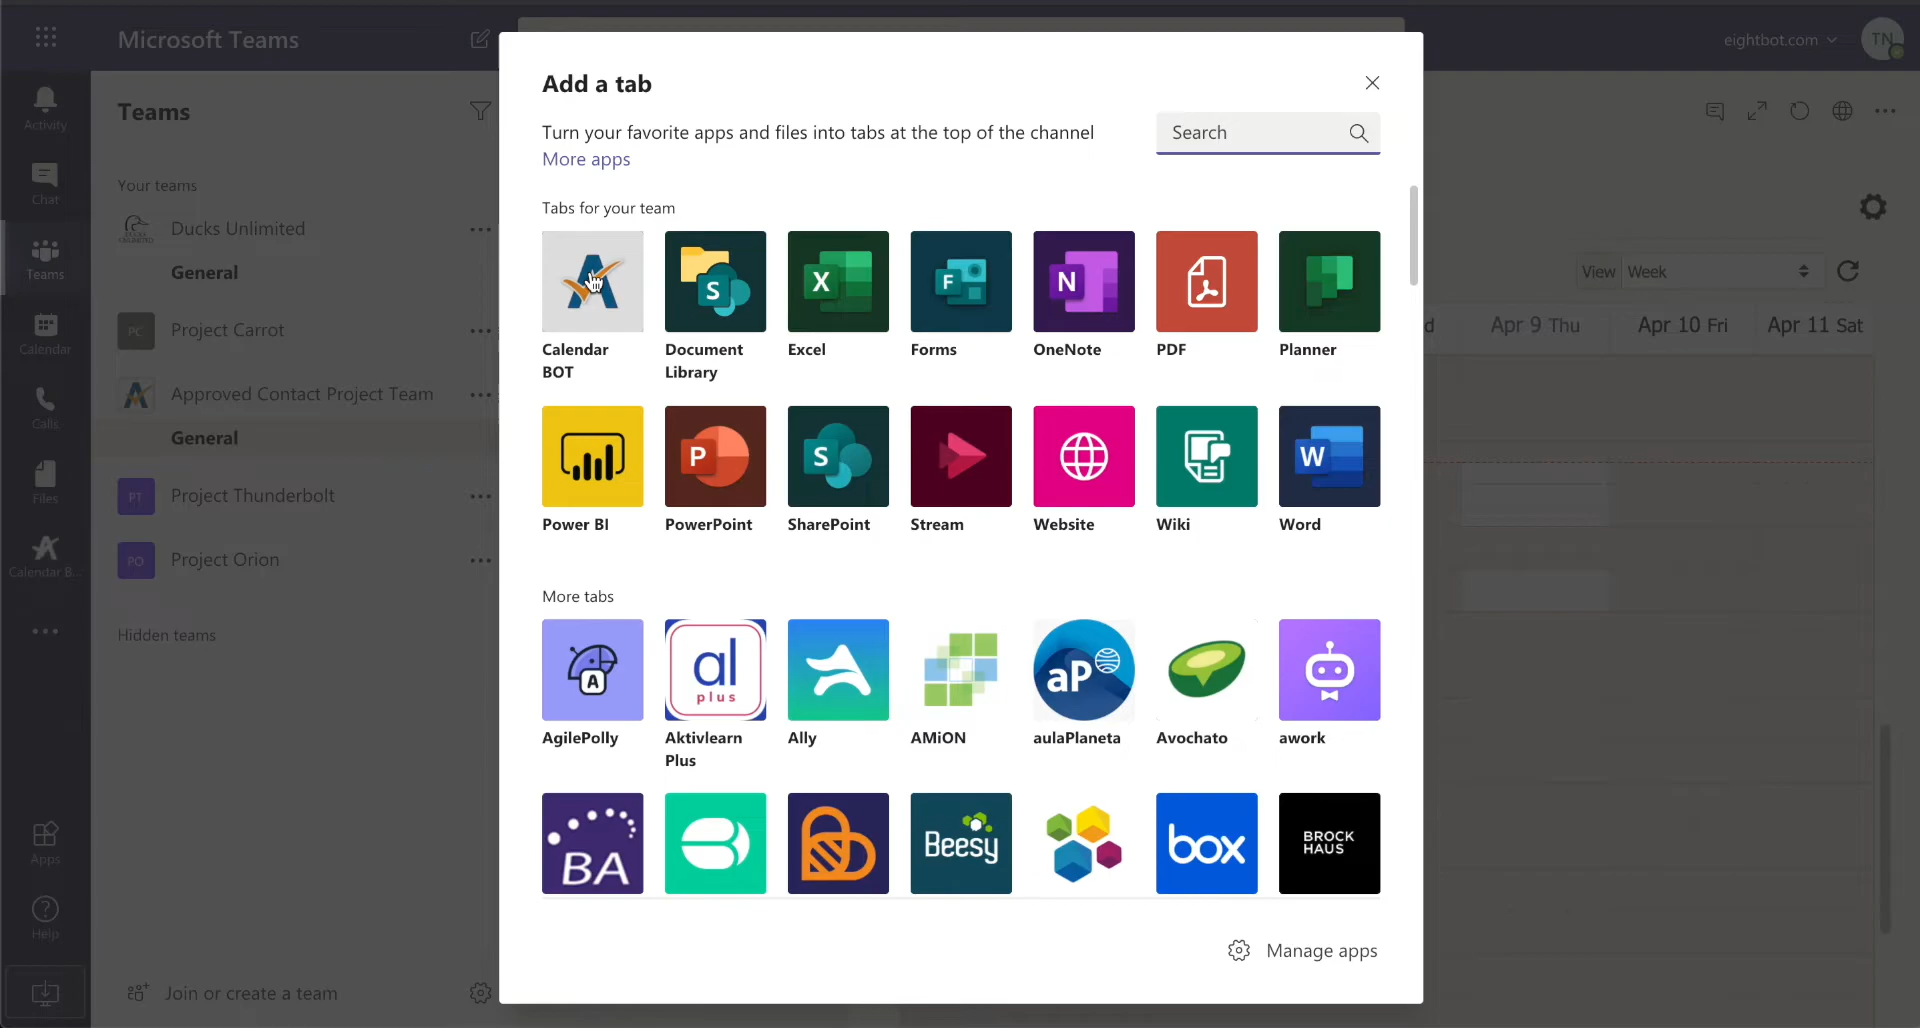 Microsoft Teams
eightbot.com
TN
Activity
Chat
Teams
Calendar
Calls
Files
Calendar B...
Apps
Help
Teams
Your teams
Ducks Unlimited
General
PC
Project Carrot
Approved Contact Project Team
General
PT
Project Thunderbolt
PO
Project Orion
Hidden teams
Join or create a team
Add a tab
Turn your favorite apps and files into tabs at the top of the channel
More apps
Search
Tabs for your team
S
X
F
N
Calendar BOT
Document Library
Excel
Forms
OneNote
PDF
Planner
P
S
W
Power BI
PowerPoint
SharePoint
Stream
Website
Wiki
Word
More tabs
A
al
plus
aP
AgilePolly
Aktivlearn Plus
Ally
AMiON
aulaPlaneta
Avochato
awork
BA
Beesy
box
BROCK
HAUS
Manage apps
View
Week
d
Apr 9 Thu
Apr 10 Fri
Apr 11 Sat